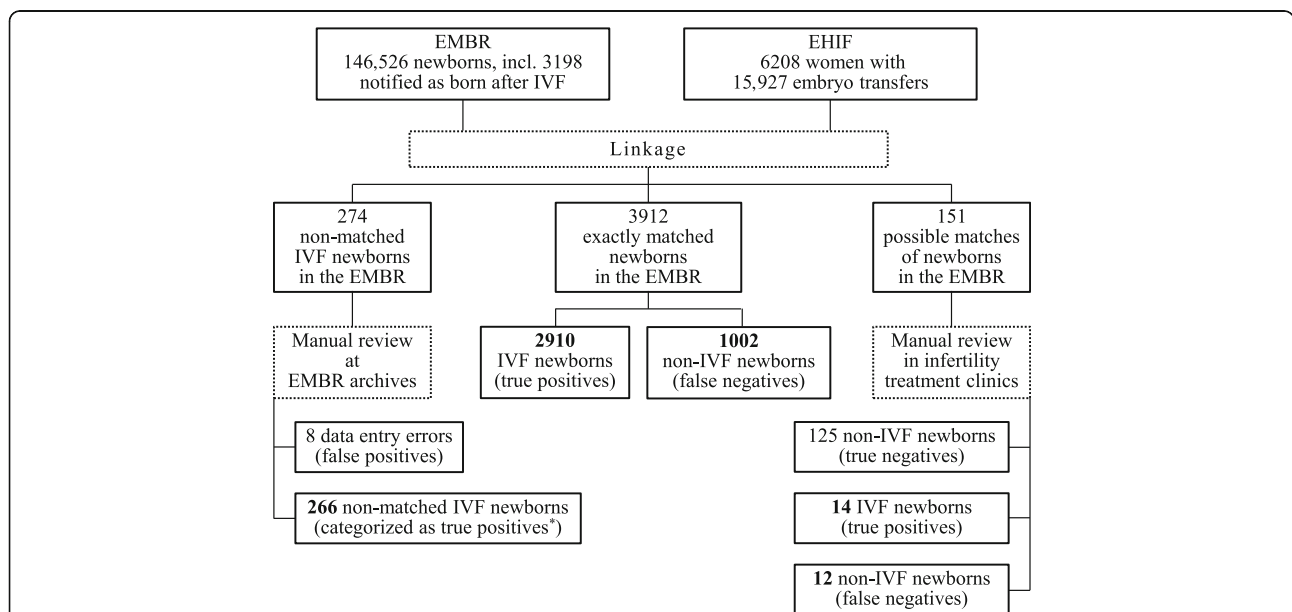 EMBR
146,526 newborns, incl. 3198
notified as born after IVF
EHIF
6208 women with
15,927 embryo transfers
Linkage
274
non-matched
IVF newborns
in the EMBR
3912
exactly matched
newborns
in the EMBR
151
possible matches
of newborns
in the EMBR
Manual review
at
EMBR archives
2910
IVF newborns
(true positives)
1002
non-IVF newborns
(false negatives)
Manual review
in infertility
treatment clinics
8 data entry errors
(false positives)
266 non-matched IVF newborns
(categorized as true positives*)
125 non-IVF newborns
(true negatives)
14 IVF newborns
(true positives)
12 non-IVF newborns
(false negatives)